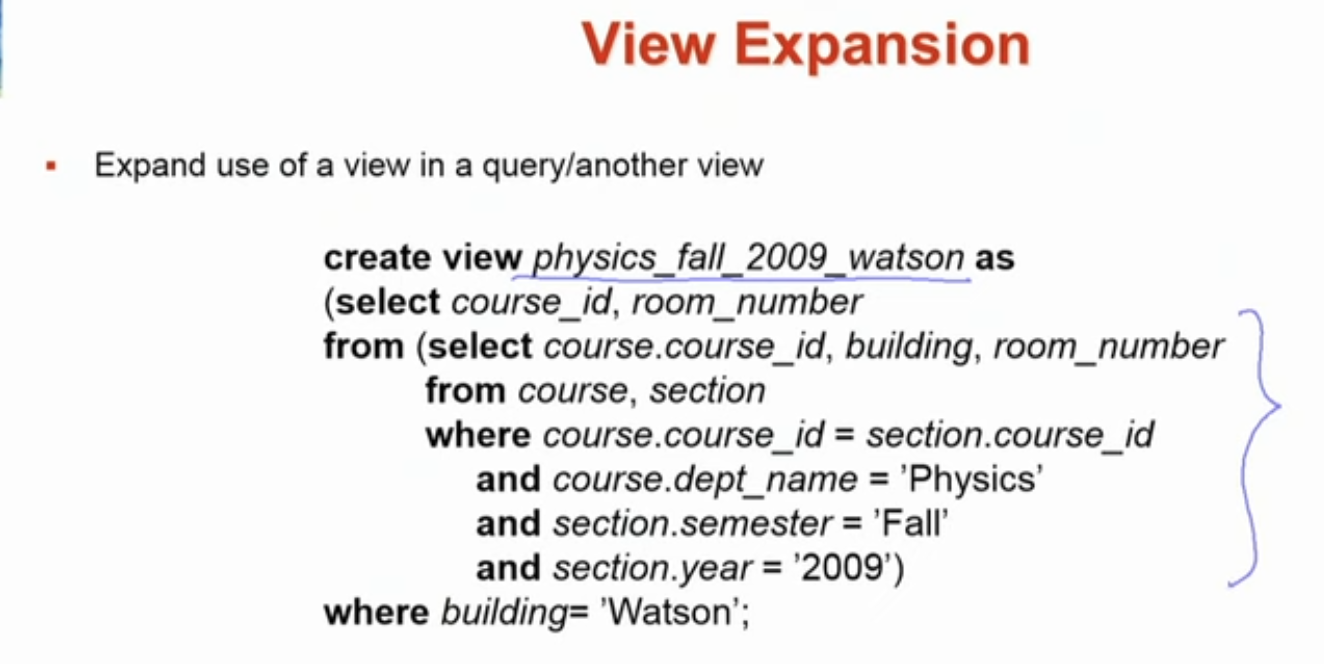 View Expansion
▪ Expand use of a view in a query/another view
create view physics_fall_2009_watson as
(select course_id, room_number
from (select course.course_id, building, room_number
from course, section
where course.course_id = section.course_id
and course.dept_name = ’Physics’
and section.semester = ’Fall’
and section.year = ’2009’)
where building= ’Watson’;